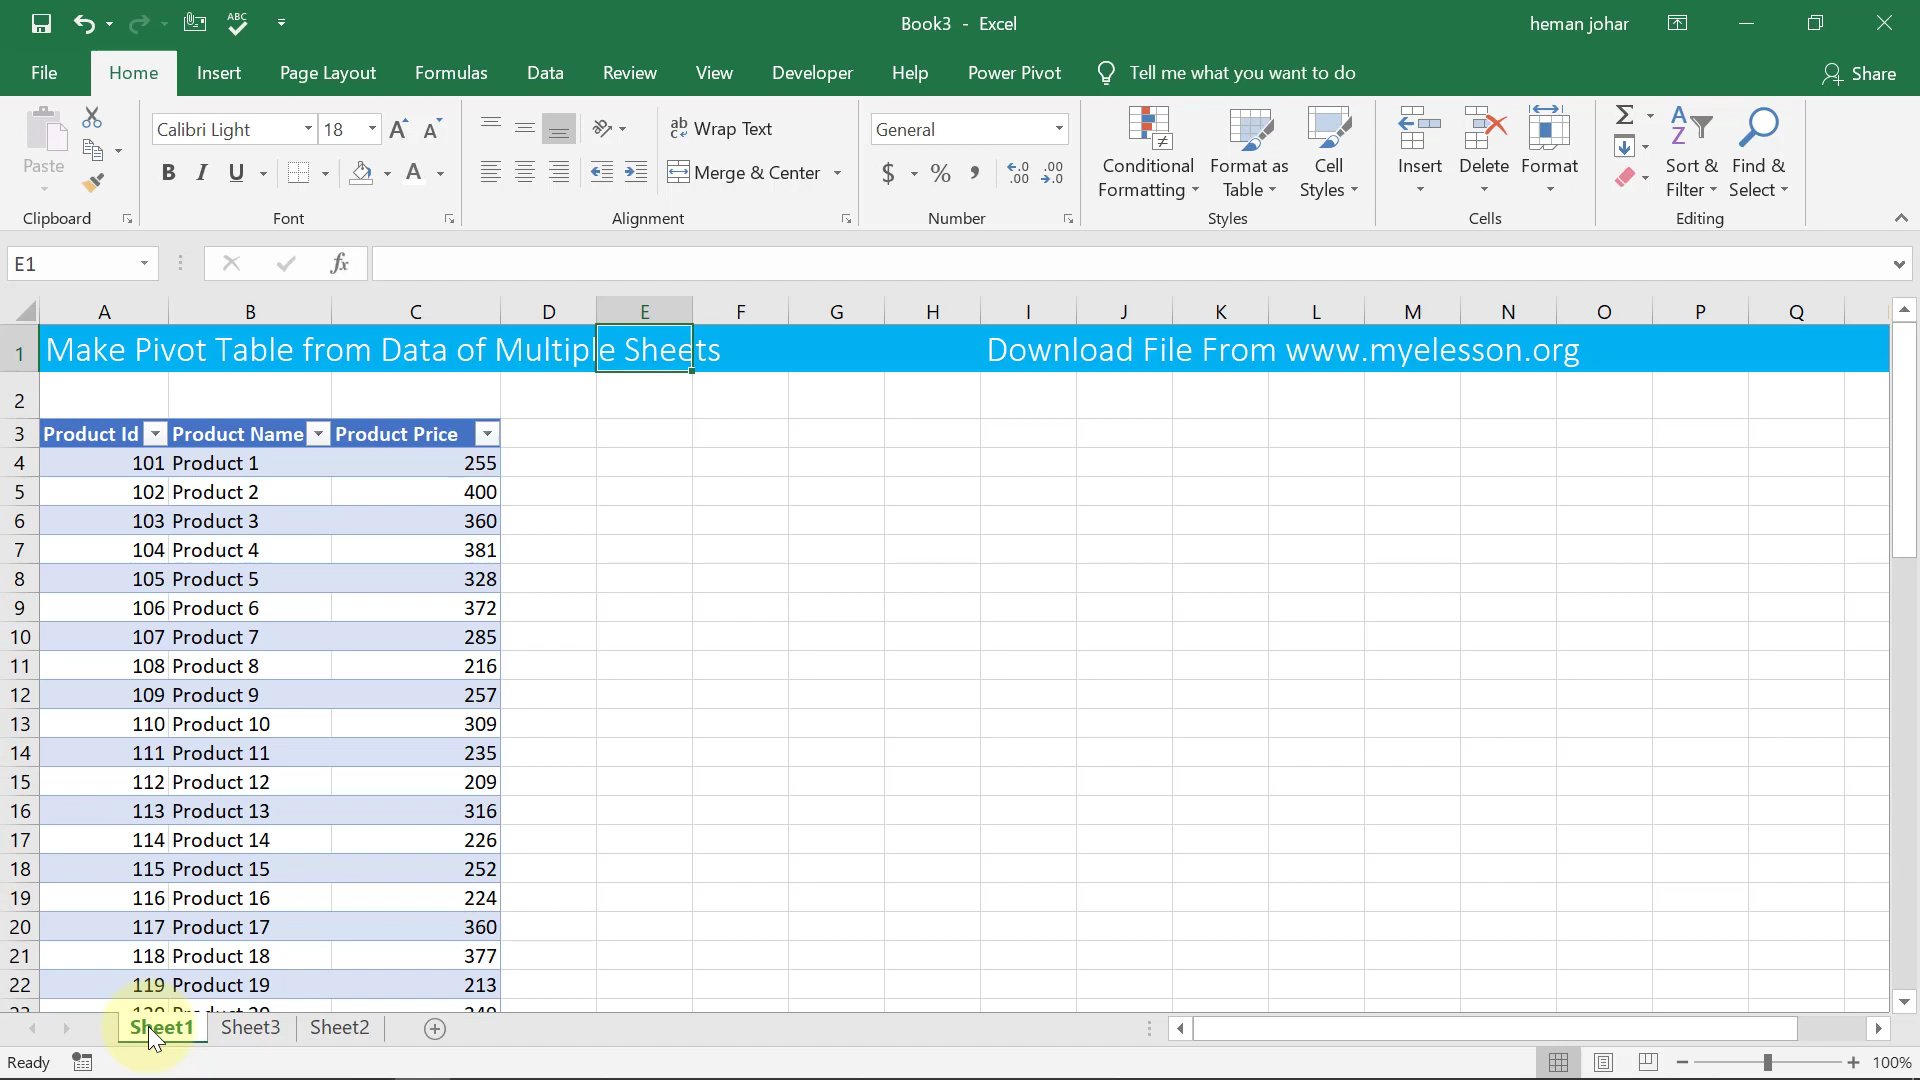 Book3 - Excel
heman johar
File Home Insert Page Layout Formulas Data Review View Developer Help Power Pivot Tell me what you want to do Share
Paste
Clipboard
Calibri Light 18
B I U
Font
Wrap Text
Merge & Center
Alignment
General
$ % ,
Number
Conditional Formatting
Format as Table
Cell Styles
Styles
Insert Delete Format
Cells
Sort & Filter
Find & Select
Editing
E1 fx
A B C D E F G H I J K L M N O P Q
1 Make Pivot Table from Data of Multiple Sheets Download File From www.myelesson.org
2
3 Product Id Product Name Product Price
4 101 Product 1 255
5 102 Product 2 400
6 103 Product 3 360
7 104 Product 4 381
8 105 Product 5 328
9 106 Product 6 372
10 107 Product 7 285
11 108 Product 8 216
12 109 Product 9 257
13 110 Product 10 309
14 111 Product 11 235
15 112 Product 12 209
16 113 Product 13 316
17 114 Product 14 226
18 115 Product 15 252
19 116 Product 16 224
20 117 Product 17 360
21 118 Product 18 377
22 119 Product 19 213
Sheet1 Sheet3 Sheet2
Ready 100%